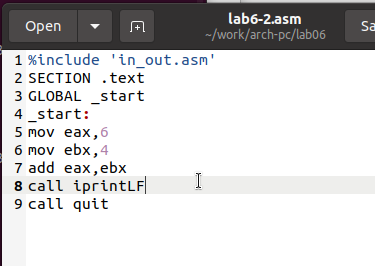 Open
lab6-2.asm
~/work/arch-pc/lab06
Sa
1 %include 'in_out.asm'
2 SECTION .text
3 GLOBAL _start
4 _start:
5 mov eax,6
6 mov ebx,4
7 add eax,ebx
8 call iprintLF
9 call quit